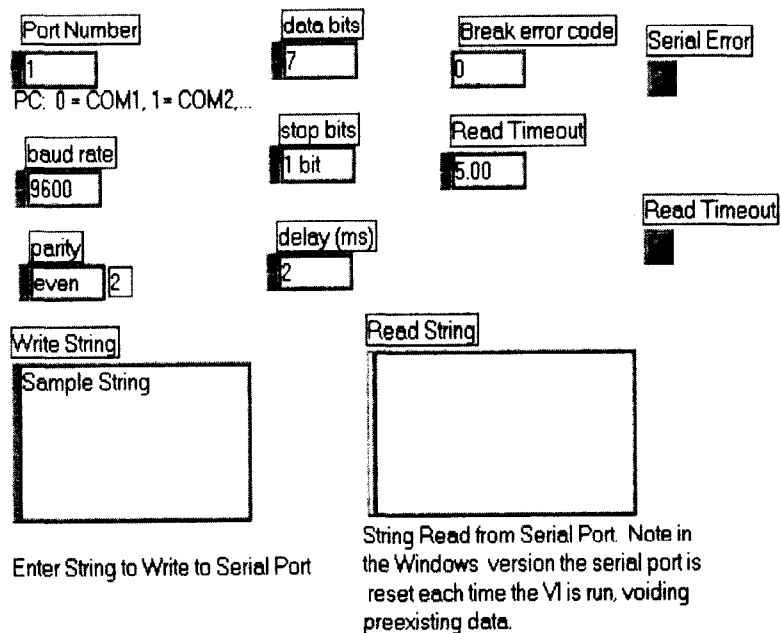 Port Number
1
PC: 0 = COM1, 1= COM2,...
data bits
7
Break error code
0
Serial Error
baud rate
9600
stop bits
1 bit
Read Timeout
5.00
parity
even 2
delay (ms)
2
Read Timeout
Write String
Sample String
Enter String to Write to Serial Port
Read String
String Read from Serial Port. Note in
the Windows version the serial port is
reset each time the VI is run, voiding
preexisting data.